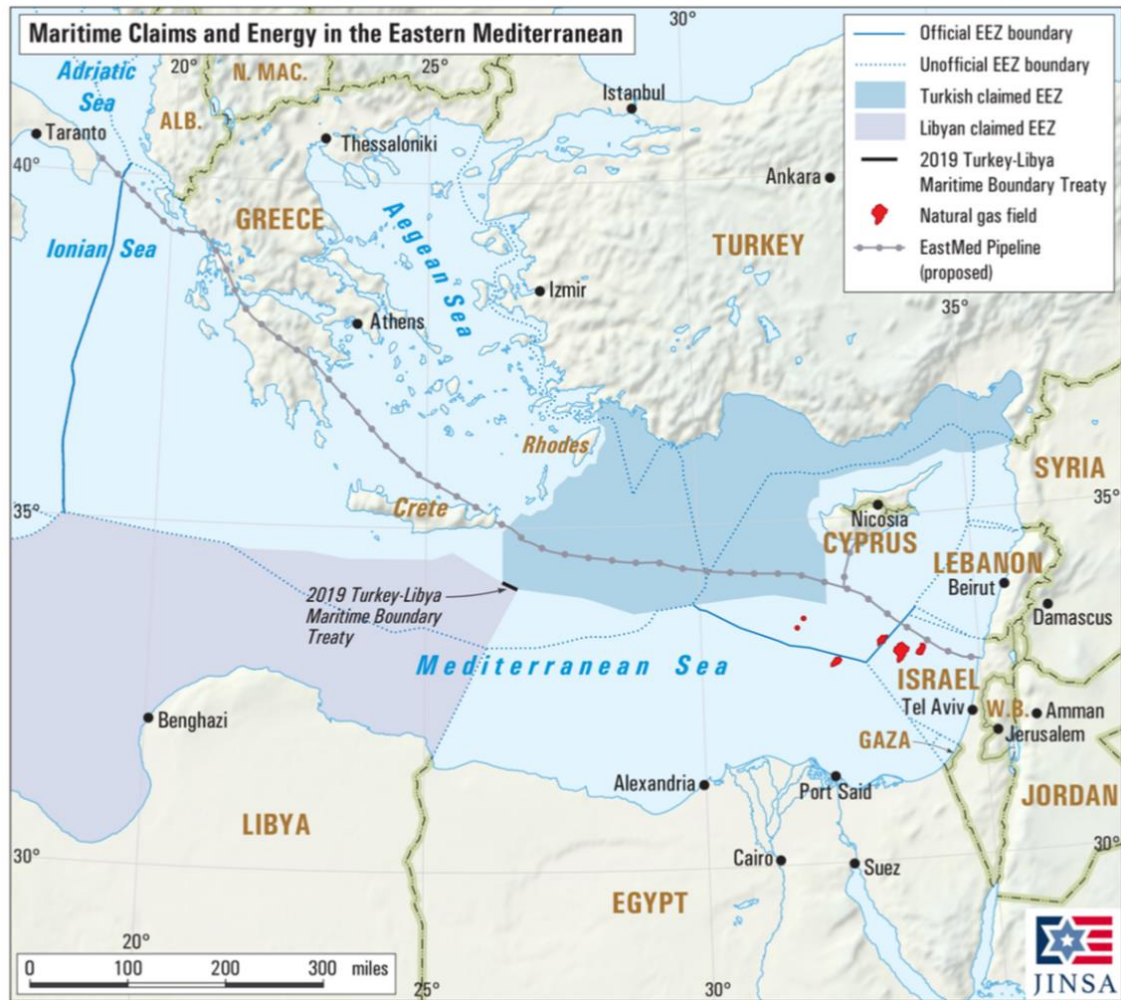 Maritime Claims and Energy in the Eastern Mediterranean
30°
Official EEZ boundary
Unofficial EEZ boundary
Turkish claimed EEZ
Libyan claimed EEZ
2019 Turkey-Libya
Maritime Boundary Treaty
Natural gas field
EastMed Pipeline
(proposed)
Adriatic
Sea
20°
N. MAC.
25°
ALB.
Istanbul
Taranto
Thessaloniki
40°
Ankara
GREECE
Aegean Sea
Ionian Sea
TURKEY
Izmir
35°
Athens
Rhodes
SYRIA
Crete
35°
35°
Nicosia
CYPRUS
LEBANON
Beirut
2019 Turkey-Libya
Maritime Boundary
Treaty
Damascus
Mediterranean Sea
ISRAEL
Tel Aviv
W.B.
Amman
Benghazi
Jerusalem
GAZA
Alexandria
Port Said
JORDAN
LIBYA
30°
30°
Cairo
Suez
EGYPT
20°
0 100 200 300 miles
25°
30°
JINSA